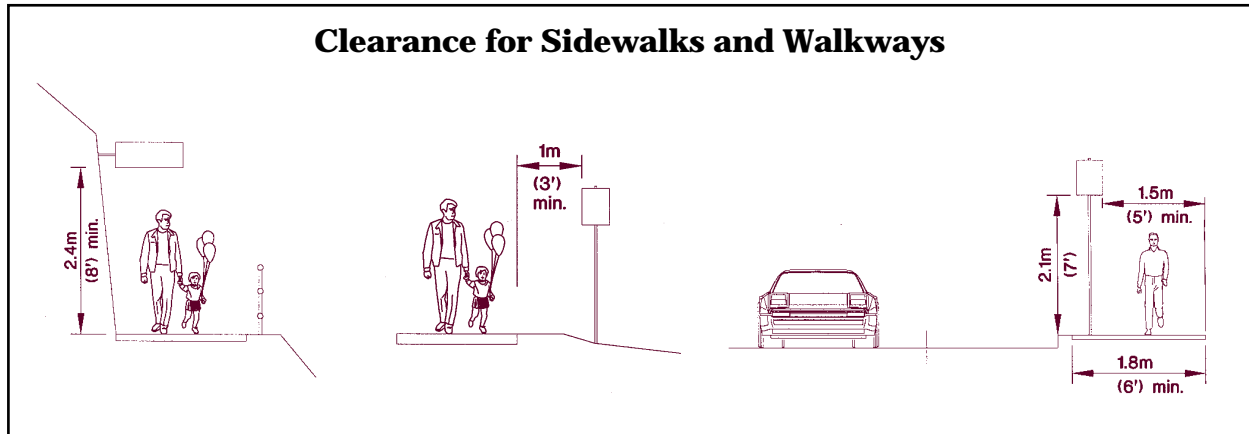 Clearance for Sidewalks and Walkways
2.4m
(8') min.
1m
(3')
min.
2.1m
(7')
1.5m
(5') min.
1.8m
(6') min.